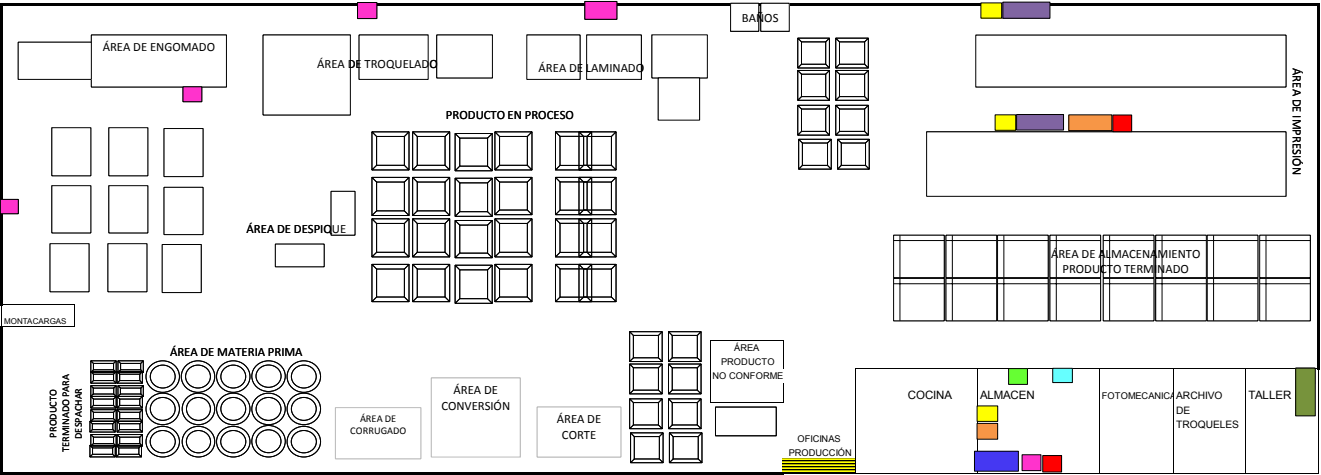 BAÑOS
ÁREA DE ENGOMADO
ÁREA DE TROQUELADO
ÁREA DE LAMINADO
ÁREA DE IMPRESIÓN
PRODUCTO EN PROCESO
ÁREA DE DESPIQUE
ÁREA DE ALMACENAMIENTO
PRODUCTO TERMINADO
MONTACARGAS
ÁREA DE MATERIA PRIMA
PRODUCTO
TERMINADO PARA
DESPACHAR
ÁREA DE
CORRUGADO
ÁREA DE
CONVERSIÓN
ÁREA DE
CORTE
ÁREA
PRODUCTO
NO CONFORME
OFICINAS
PRODUCCIÓN
COCINA
ALMACEN
FOTOMECANICA
ARCHIVO
DE
TROQUELES
TALLER